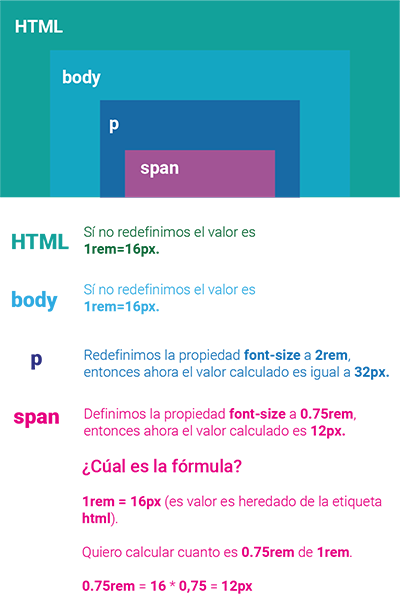 HTML
body
p
span
HTML
Sí no redefinimos el valor es
1rem=16px.
body
Sí no redefinimos el valor es
1rem=16px.
p
Redefinimos la propiedad font-size a 2rem,
entonces ahora el valor calculado es igual a 32px.
span
Definimos la propiedad font-size a 0.75rem,
entonces ahora el valor calculado es 12px.
¿Cúal es la fórmula?
1rem = 16px (es valor es heredado de la etiqueta
html).
Quiero calcular cuanto es 0.75rem de 1rem.
0.75rem = 16 * 0,75 = 12px